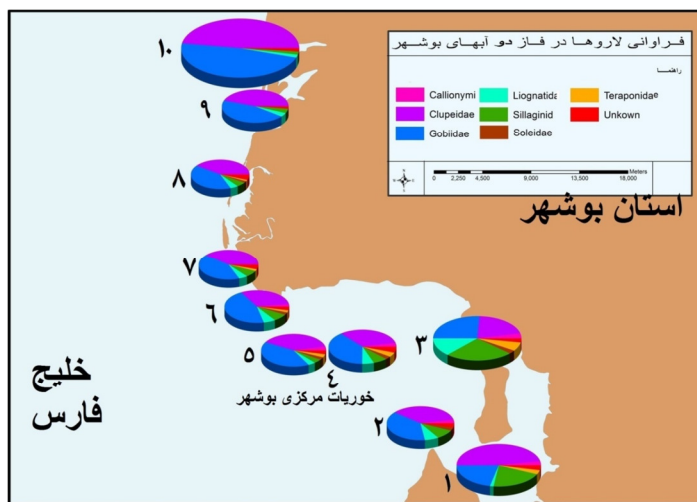 فراوانی لاروها در فاز دو آبهای بوشهر
راهنما
Callionymi
Liognatida
Teraponidae
Clupeidae
Sillaginid
Unkown
Gobiidae
Soleidae
Meters
0 2,250 4,500 9,000 13,500 18,000
استان بوشهر
۱۰
۹
۸
۷
۶
۵
۴
۳
خوریات مرکزی بوشهر
خلیج
فارس
۲
۱